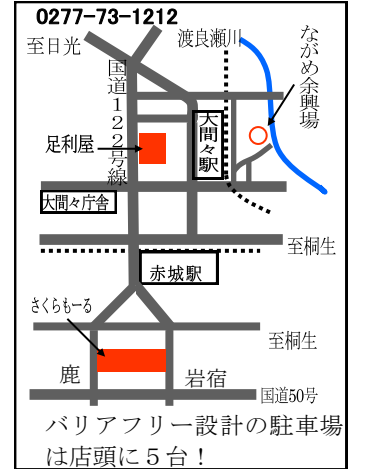 0277-73-1212
至日光
渡良瀬川
ながめ余興場
国道122号線
足利屋
大間々駅
大間々庁舎
至桐生
赤城駅
さくらもーる
至桐生
鹿
岩宿
国道50号
バリアフリー設計の駐車場
は店頭に5台！